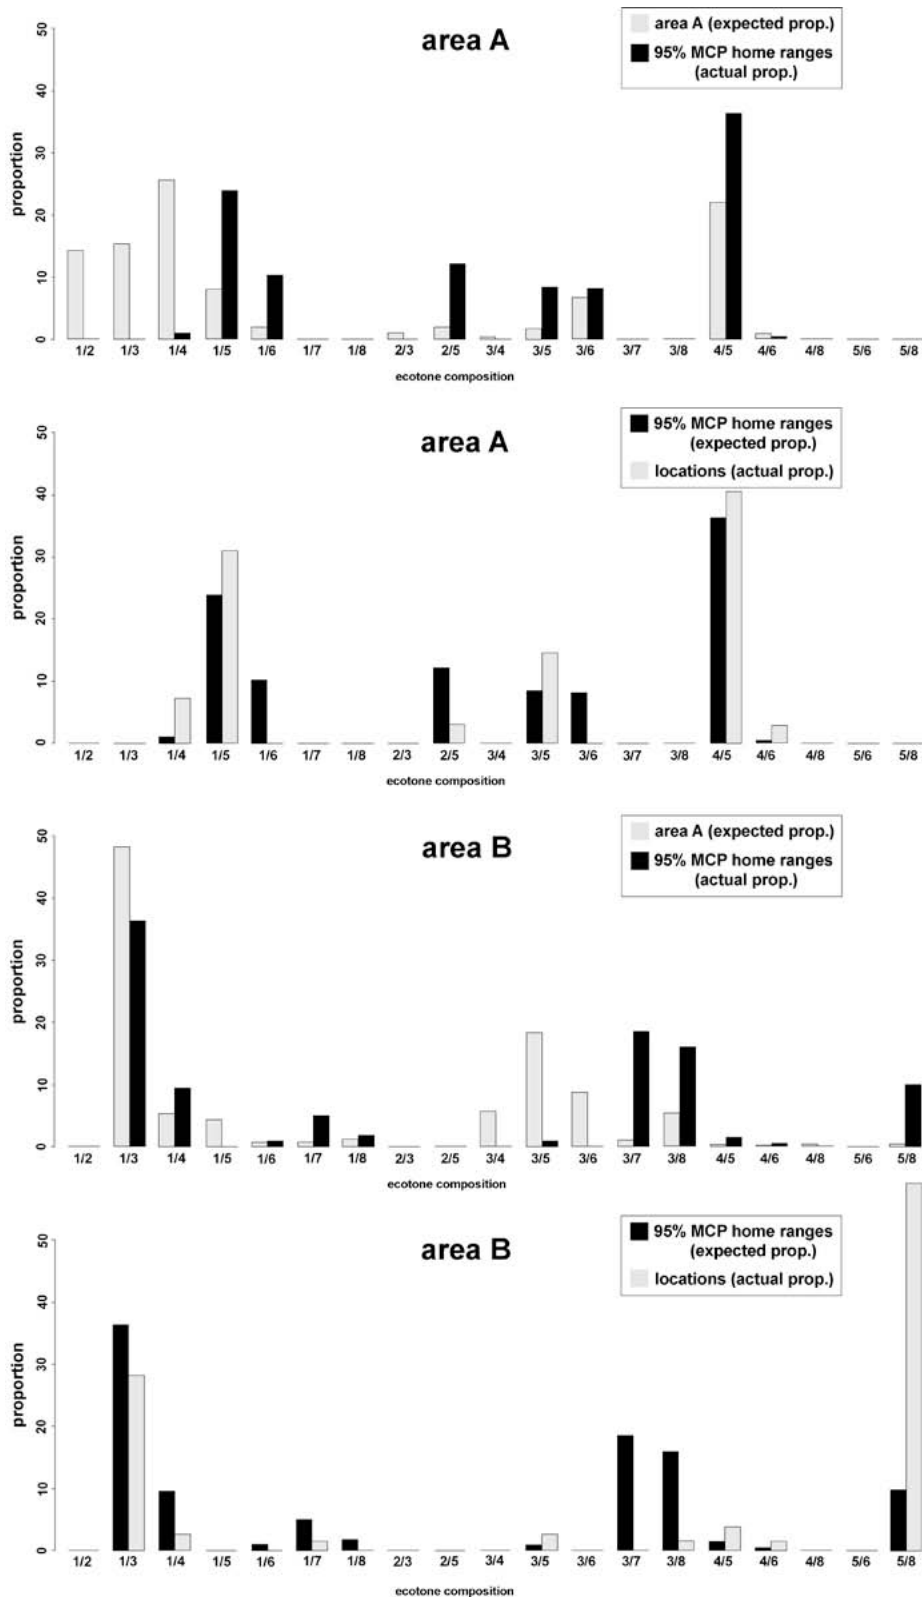 area A
area A (expected prop.)
95% MCP home ranges
(actual prop.)
proportion
50
40
30
20
10
0
1/2 1/3 1/4 1/5 1/6 1/7 1/8 2/3 2/5 3/4 3/5 3/6 3/7 3/8 4/5 4/6 4/8 5/6 5/8
ecotone composition
area A
95% MCP home ranges
(expected prop.)
locations (actual prop.)
proportion
50
40
30
20
10
0
1/2 1/3 1/4 1/5 1/6 1/7 1/8 2/3 2/5 3/4 3/5 3/6 3/7 3/8 4/5 4/6 4/8 5/6 5/8
ecotone composition
area B
area A (expected prop.)
95% MCP home ranges
(actual prop.)
proportion
50
40
30
20
10
0
1/2 1/3 1/4 1/5 1/6 1/7 1/8 2/3 2/5 3/4 3/5 3/6 3/7 3/8 4/5 4/6 4/8 5/6 5/8
ecotone composition
area B
95% MCP home ranges
(expected prop.)
locations (actual prop.)
proportion
50
40
30
20
10
0
1/2 1/3 1/4 1/5 1/6 1/7 1/8 2/3 2/5 3/4 3/5 3/6 3/7 3/8 4/5 4/6 4/8 5/6 5/8
ecotone composition